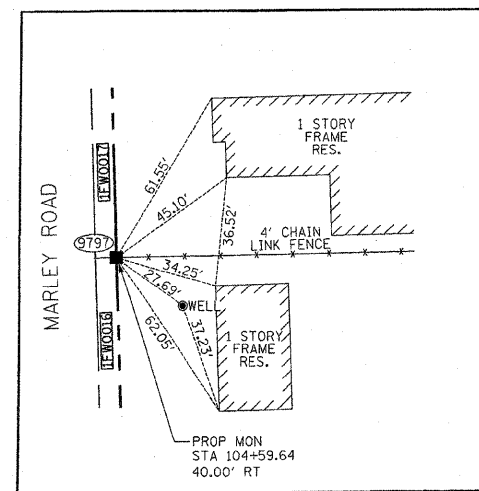 1 STORY
FRAME
RES.
1FW0017
61.55'
45.10'
36.52'
4' CHAIN
LINK FENCE
MARLEY ROAD
9797
34.25'
27.69'
WELL
37.23'
62.05'
1FW0016
1 STORY
FRAME
RES.
PROP MON
STA 104+59.64
40.00' RT